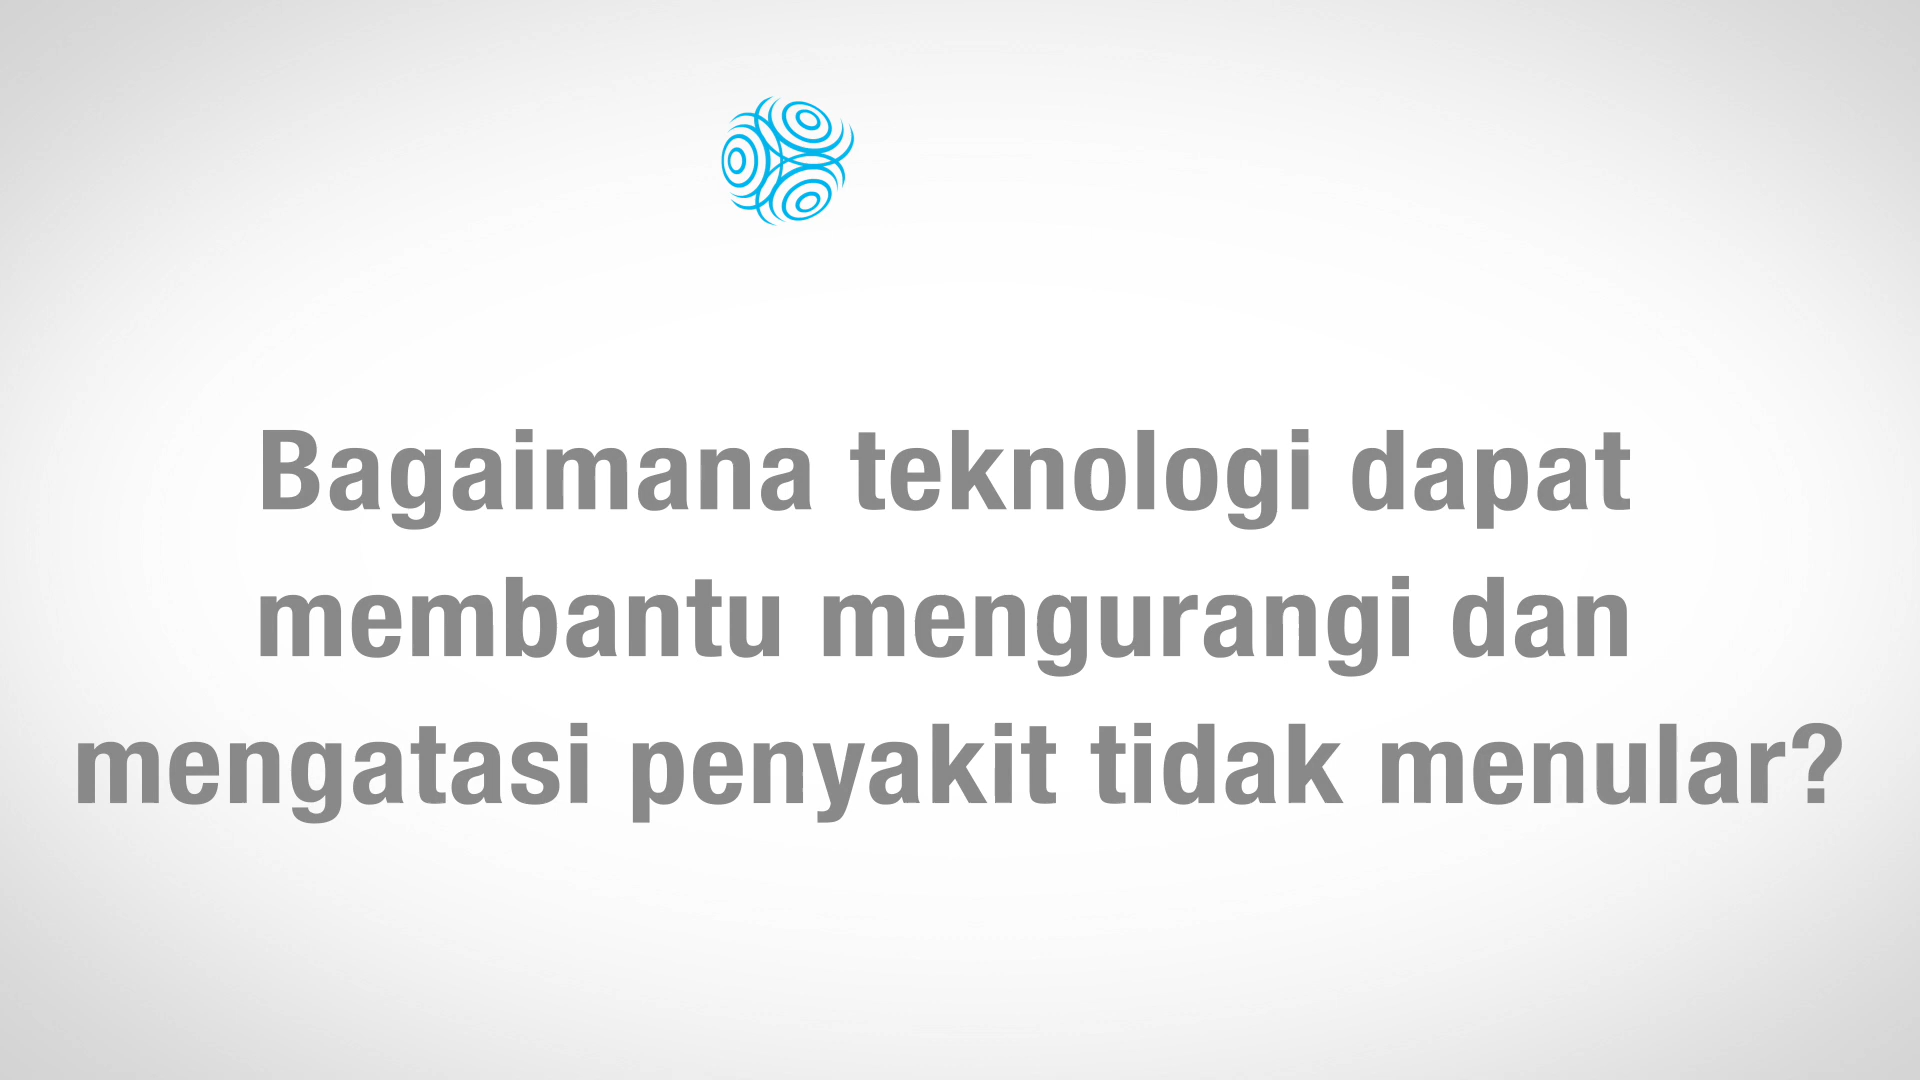 Bagaimana teknologi dapat
membantu mengurangi dan
mengatasi penyakit tidak menular?